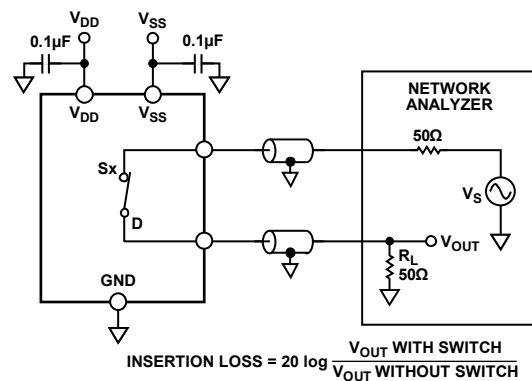 VDD
VSS
0.1µF
0.1µF
VDD
VSS
NETWORK
ANALYZER
50Ω
Sx
VS
D
VOUT
RL
50Ω
GND
INSERTION LOSS = 20 log VOUT WITH SWITCH
VOUT WITHOUT SWITCH